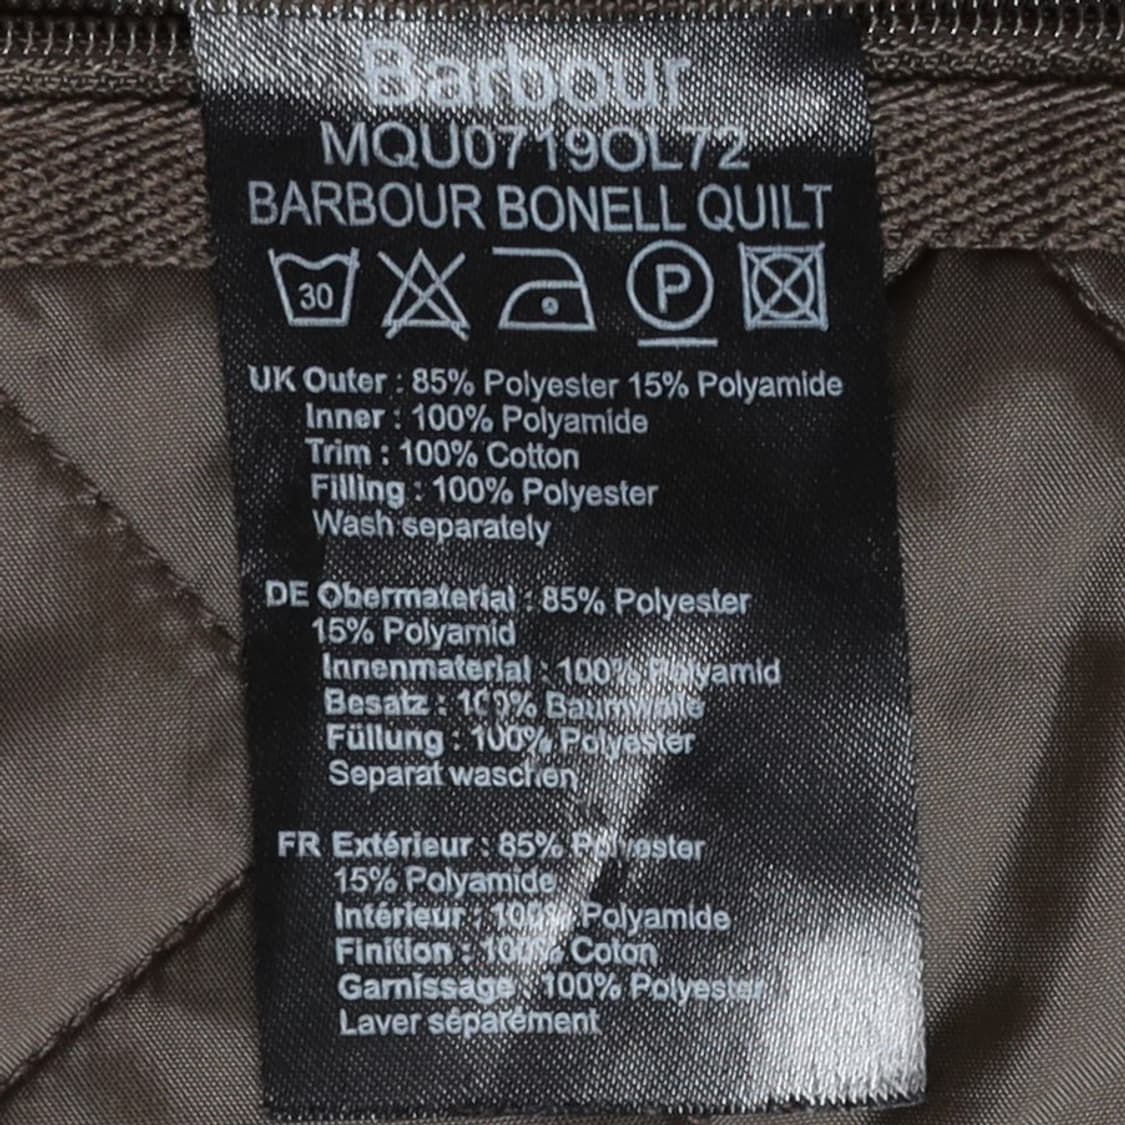 Barbour
MQU0719OL72
BARBOUR BONELL QUILT
30 P
UK Outer : 85% Polyester 15% Polyamide
Inner : 100% Polyamide
Trim : 100% Cotton
Filling : 100% Polyester
Wash separately
DE Obermaterial : 85% Polyester
15% Polyamid
Innenmaterial : 100% Polyamid
Besatz : 100% Baumwolle
Füllung : 100% Polyester
Separat waschen
FR Extérieur : 85% Polyester
15% Polyamide
Intérieur : 100% Polyamide
Finition : 100% Coton
Garnissage : 100% Polyester
Laver séparément